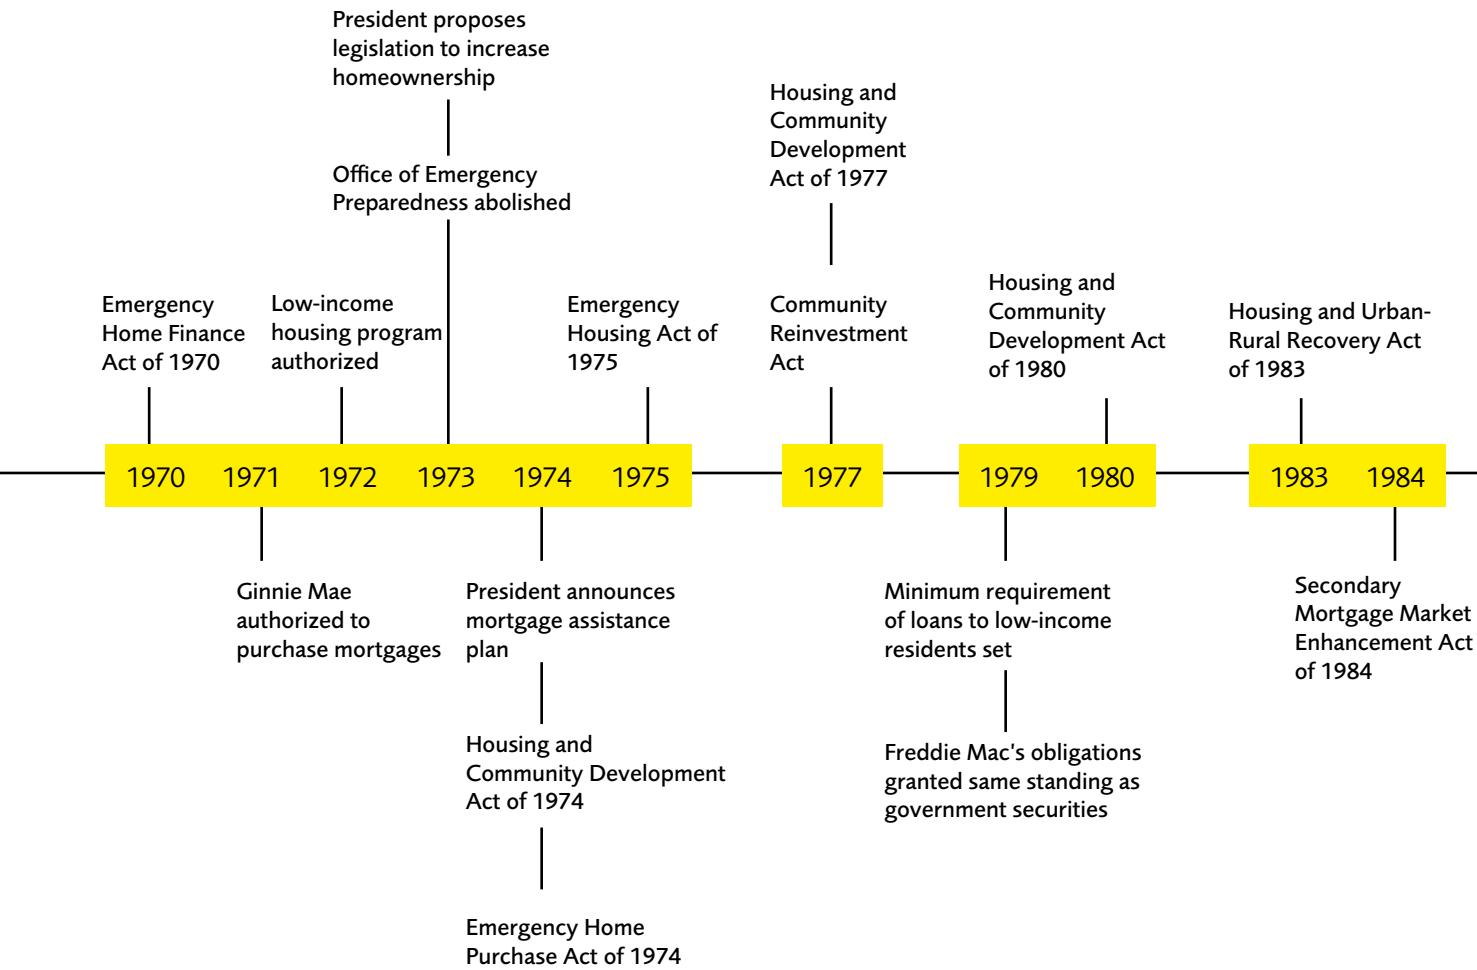 President proposes
legislation to increase
homeownership
Office of Emergency
Preparedness abolished
Housing and
Community
Development
Act of 1977
Emergency
Home Finance
Act of 1970
Low-income
housing program
authorized
Emergency
Housing Act of
1975
Community
Reinvestment
Act
Housing and
Community
Development Act
of 1980
Housing and Urban-
Rural Recovery Act
of 1983
1970 1971 1972 1973 1974 1975 1977 1979 1980 1983 1984
Ginnie Mae
authorized to
purchase mortgages
President announces
mortgage assistance
plan
Housing and
Community Development
Act of 1974
Emergency Home
Purchase Act of 1974
Minimum requirement
of loans to low-income
residents set
Freddie Mac's obligations
granted same standing as
government securities
Secondary
Mortgage Market
Enhancement Act
of 1984